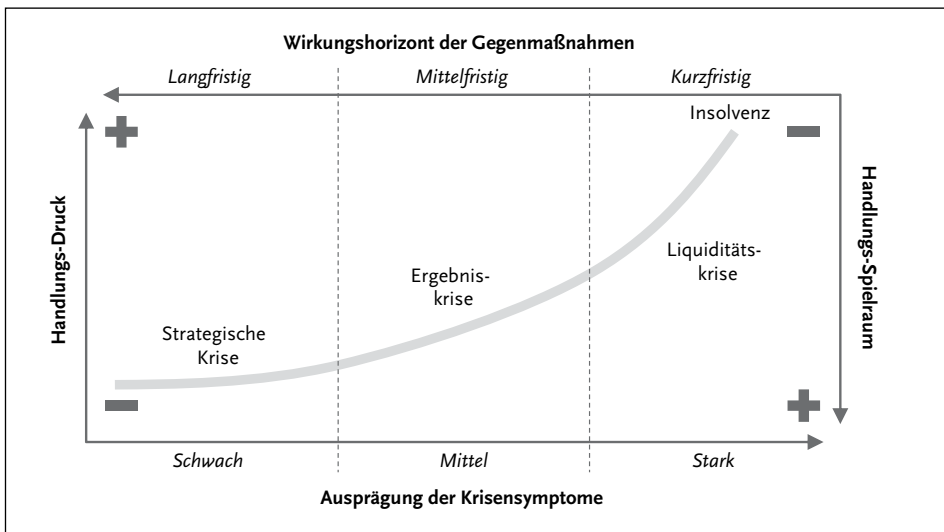 Wirkungshorizont der Gegenmaßnahmen
Langfristig
Mittelfristig
Kurzfristig
Insolvenz
Handlungs-Druck
Handlungs-Spielraum
Liquiditäts-
krise
Ergebnis-
krise
Strategische
Krise
Schwach
Mittel
Stark
Ausprägung der Krisensymptome